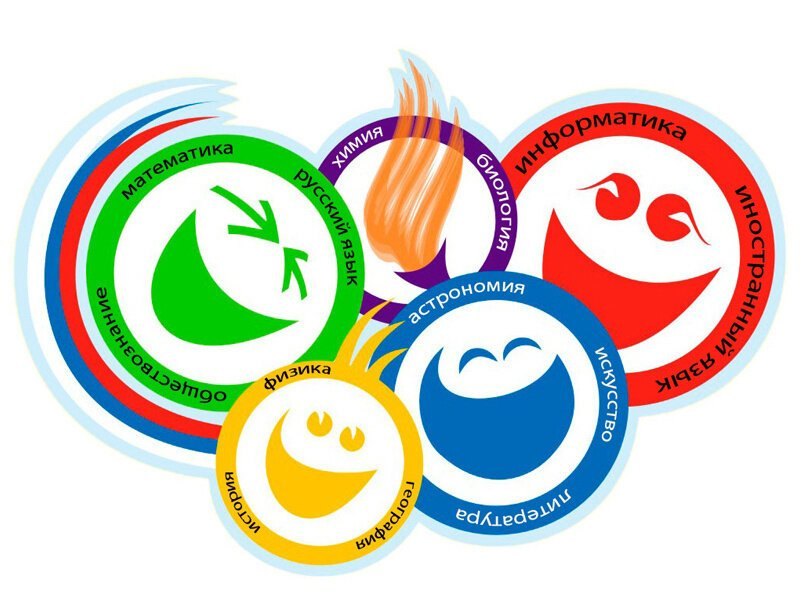 математика
русский язык
обществознание
химия
биология
информатика
иностранный язык
астрономия
искусство
литература
физика
география
история